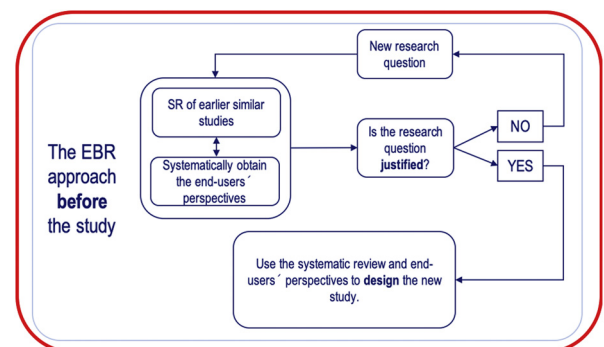 The EBR
approach
before
the study
New research
question
SR of earlier similar
studies
Systematically obtain
the end-users´
perspectives
Is the research
question
justified?
NO
YES
Use the systematic review and end-
users´ perspectives to design the new
study.